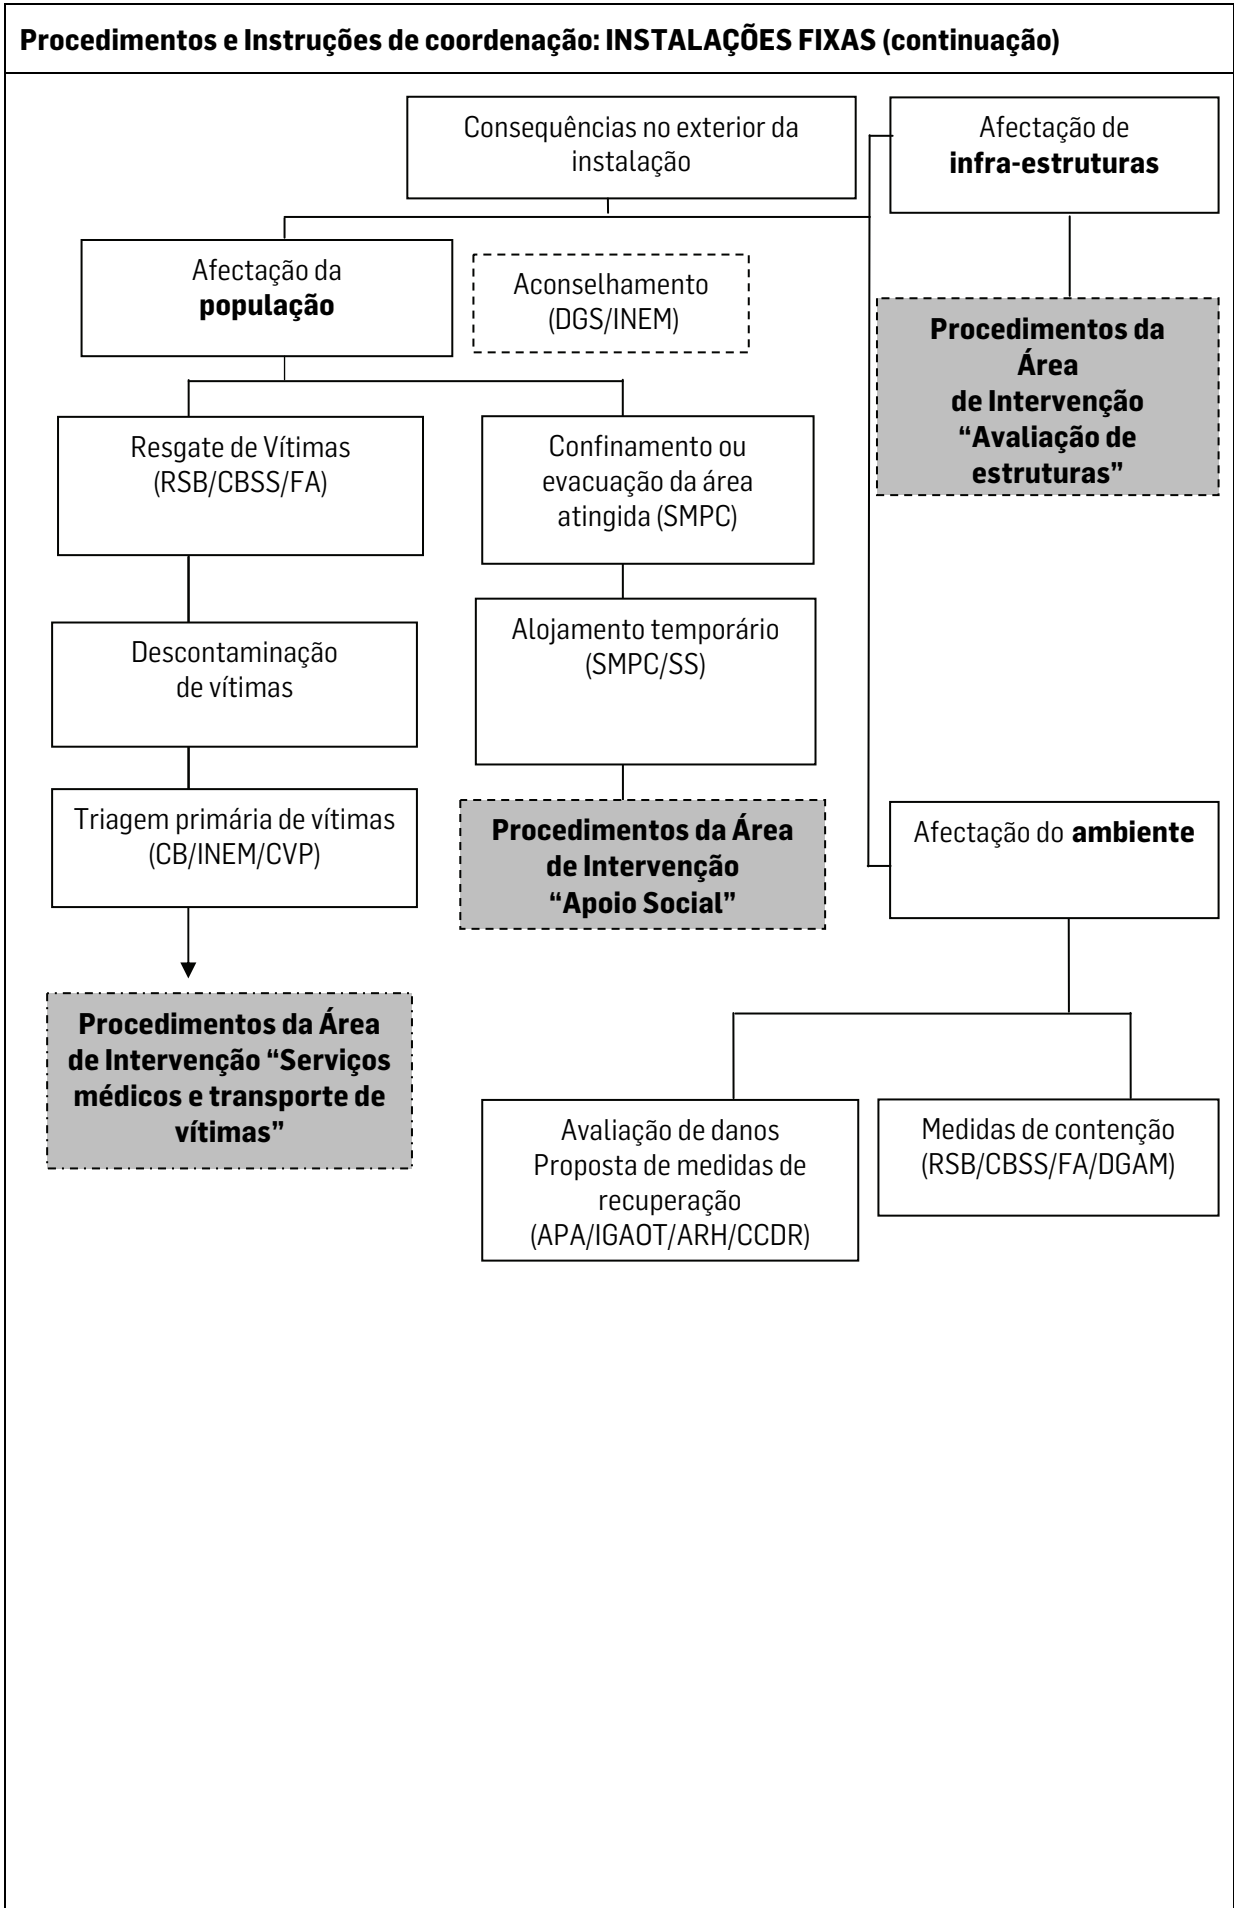 Procedimentos e Instruções de coordenação: INSTALAÇÕES FIXAS (continuação)
Consequências no exterior da
instalação
Afectação de
infra-estruturas
Afectação da
população
Aconselhamento
(DGS/INEM)
Procedimentos da
Área
de Intervenção
“Avaliação de
estruturas”
Resgate de Vítimas
(RSB/CBSS/FA)
Confinamento ou
evacuação da área
atingida (SMPC)
Descontaminação
de vítimas
Alojamento temporário
(SMPC/SS)
Triagem primária de vítimas
(CB/INEM/CVP)
Procedimentos da Área
de Intervenção
“Apoio Social”
Afectação do ambiente
Procedimentos da Área
de Intervenção “Serviços
médicos e transporte de
vítimas”
Avaliação de danos
Proposta de medidas de
recuperação
(APA/IGAOT/ARH/CCDR)
Medidas de contenção
(RSB/CBSS/FA/DGAM)